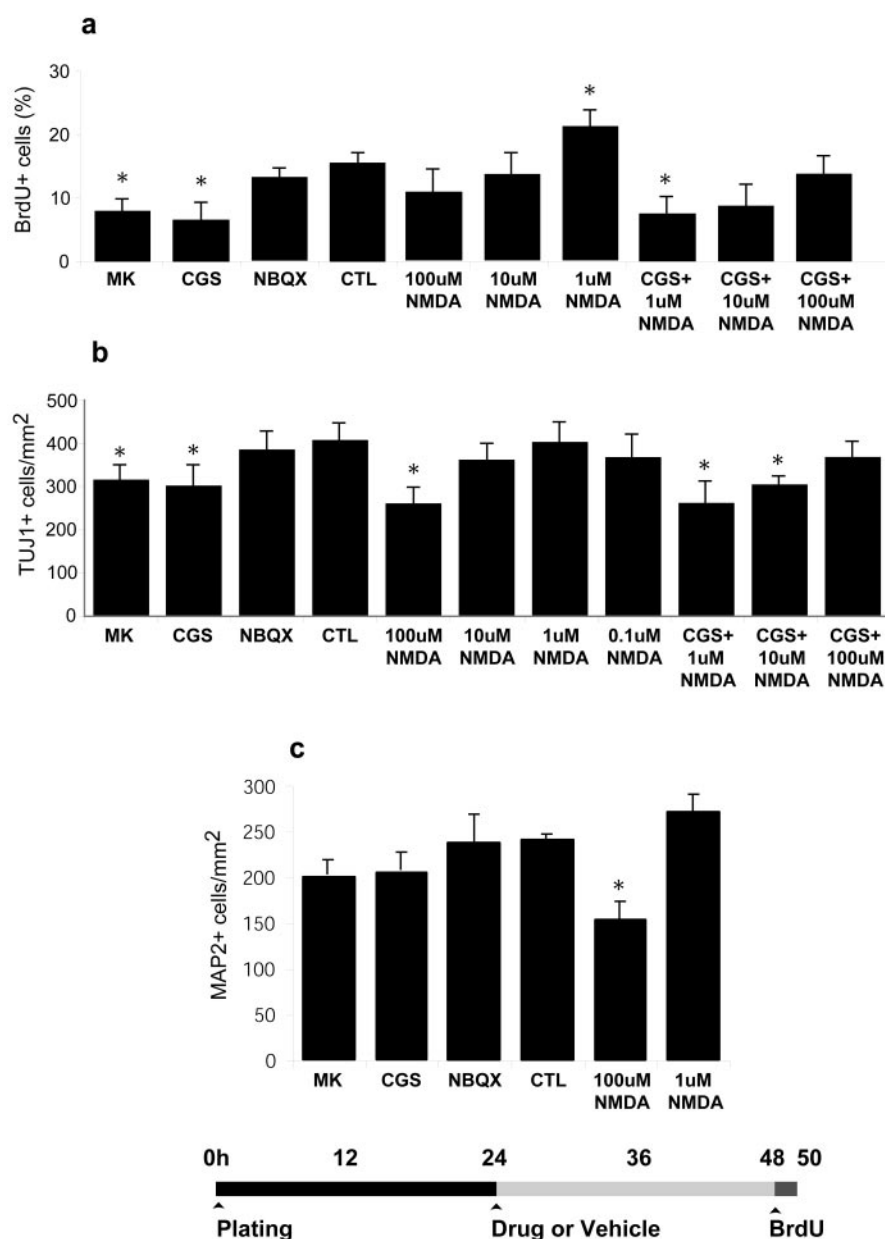 a
BrdU+ cells (%)
30
20
10
0
* * * *
MK CGS NBQX CTL 100uM NMDA 10uM NMDA 1uM NMDA CGS+ 1uM NMDA CGS+ 10uM NMDA CGS+ 100uM NMDA
b
TUJ1+ cells/mm2
500
400
300
200
100
0
* * * * *
MK CGS NBQX CTL 100uM NMDA 10uM NMDA 1uM NMDA 0.1uM NMDA CGS+ 1uM NMDA CGS+ 10uM NMDA CGS+ 100uM NMDA
c
MAP2+ cells/mm2
300
250
200
150
100
50
0
*
MK CGS NBQX CTL 100uM NMDA 1uM NMDA
0h 12 24 36 48 50
Plating Drug or Vehicle BrdU